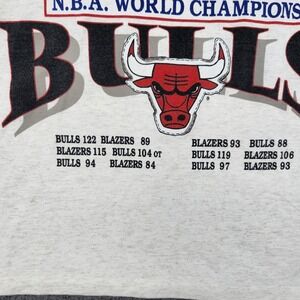 N.B.A. WORLD CHAMPIONS
BULLS
BULLS 122 BLAZERS 89
BLAZERS 115 BULLS 104 OT
BULLS 94 BLAZERS 84
BLAZERS 93 BULLS 88
BULLS 119 BLAZERS 106
BULLS 97 BLAZERS 93